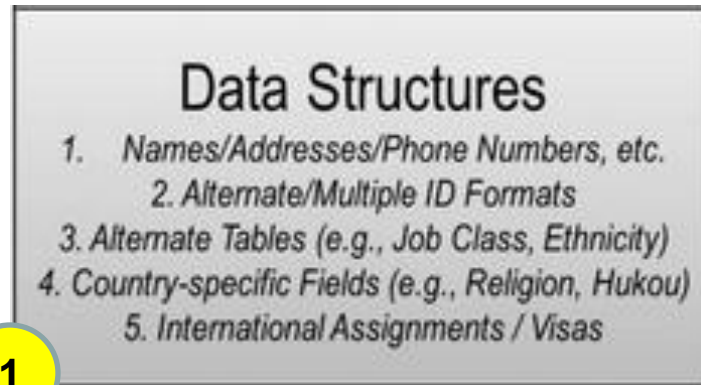 Data Structures
1. Names/Addresses/Phone Numbers, etc.
2. Alternate/Multiple ID Formats
3. Alternate Tables (e.g., Job Class, Ethnicity)
4. Country-specific Fields (e.g., Religion, Hukou)
5. International Assignments / Visas
1